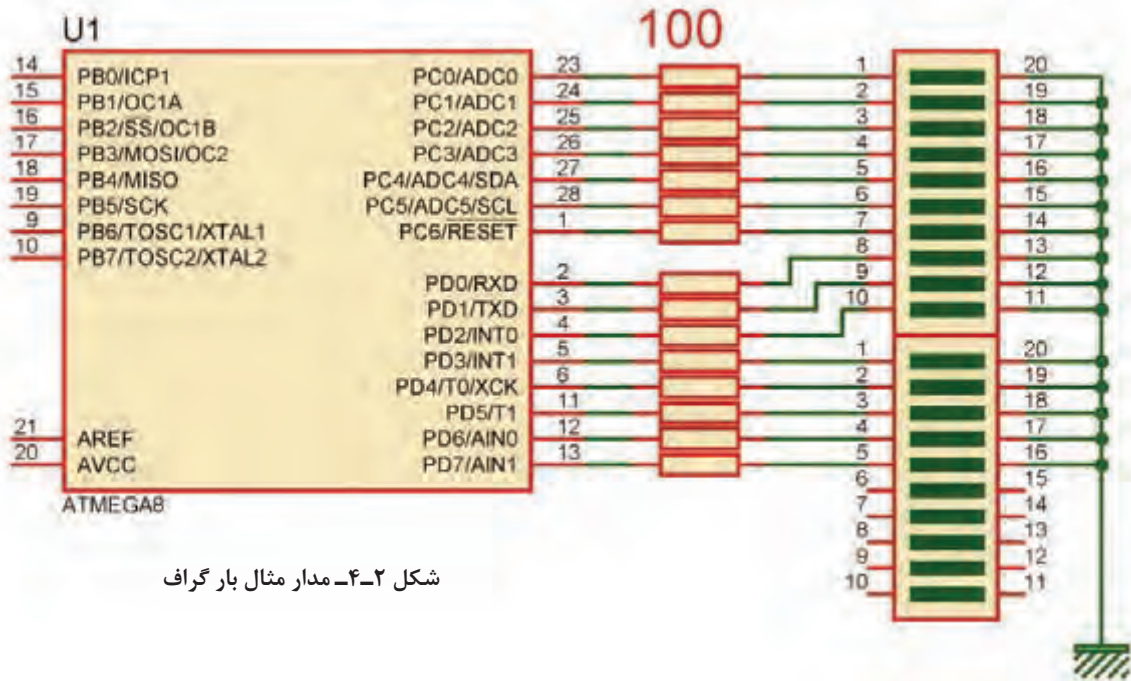 U1
100
14 PB0/ICP1 PC0/ADC0 23 1 20
15 PB1/OC1A PC1/ADC1 24 2 19
16 PB2/SS/OC1B PC2/ADC2 25 3 18
17 PB3/MOSI/OC2 PC3/ADC3 26 4 17
18 PB4/MISO PC4/ADC4/SDA 27 5 16
19 PB5/SCK PC5/ADC5/SCL 28 6 15
9 PB6/TOSC1/XTAL1 PC6/RESET 1 7 14
10 PB7/TOSC2/XTAL2 8 13
PD0/RXD 2 9 12
PD1/TXD 3 10 11
PD2/INT0 4
PD3/INT1 5 1 20
PD4/T0/XCK 6 2 19
PD5/T1 11 3 18
21 AREF PD6/AIN0 12 4 17
20 AVCC PD7/AIN1 13 5 16
6 15
ATMEGA8
7 14
8 13
9 12
10 11
شکل ۲ـ۴ـ مدار مثال بار گراف